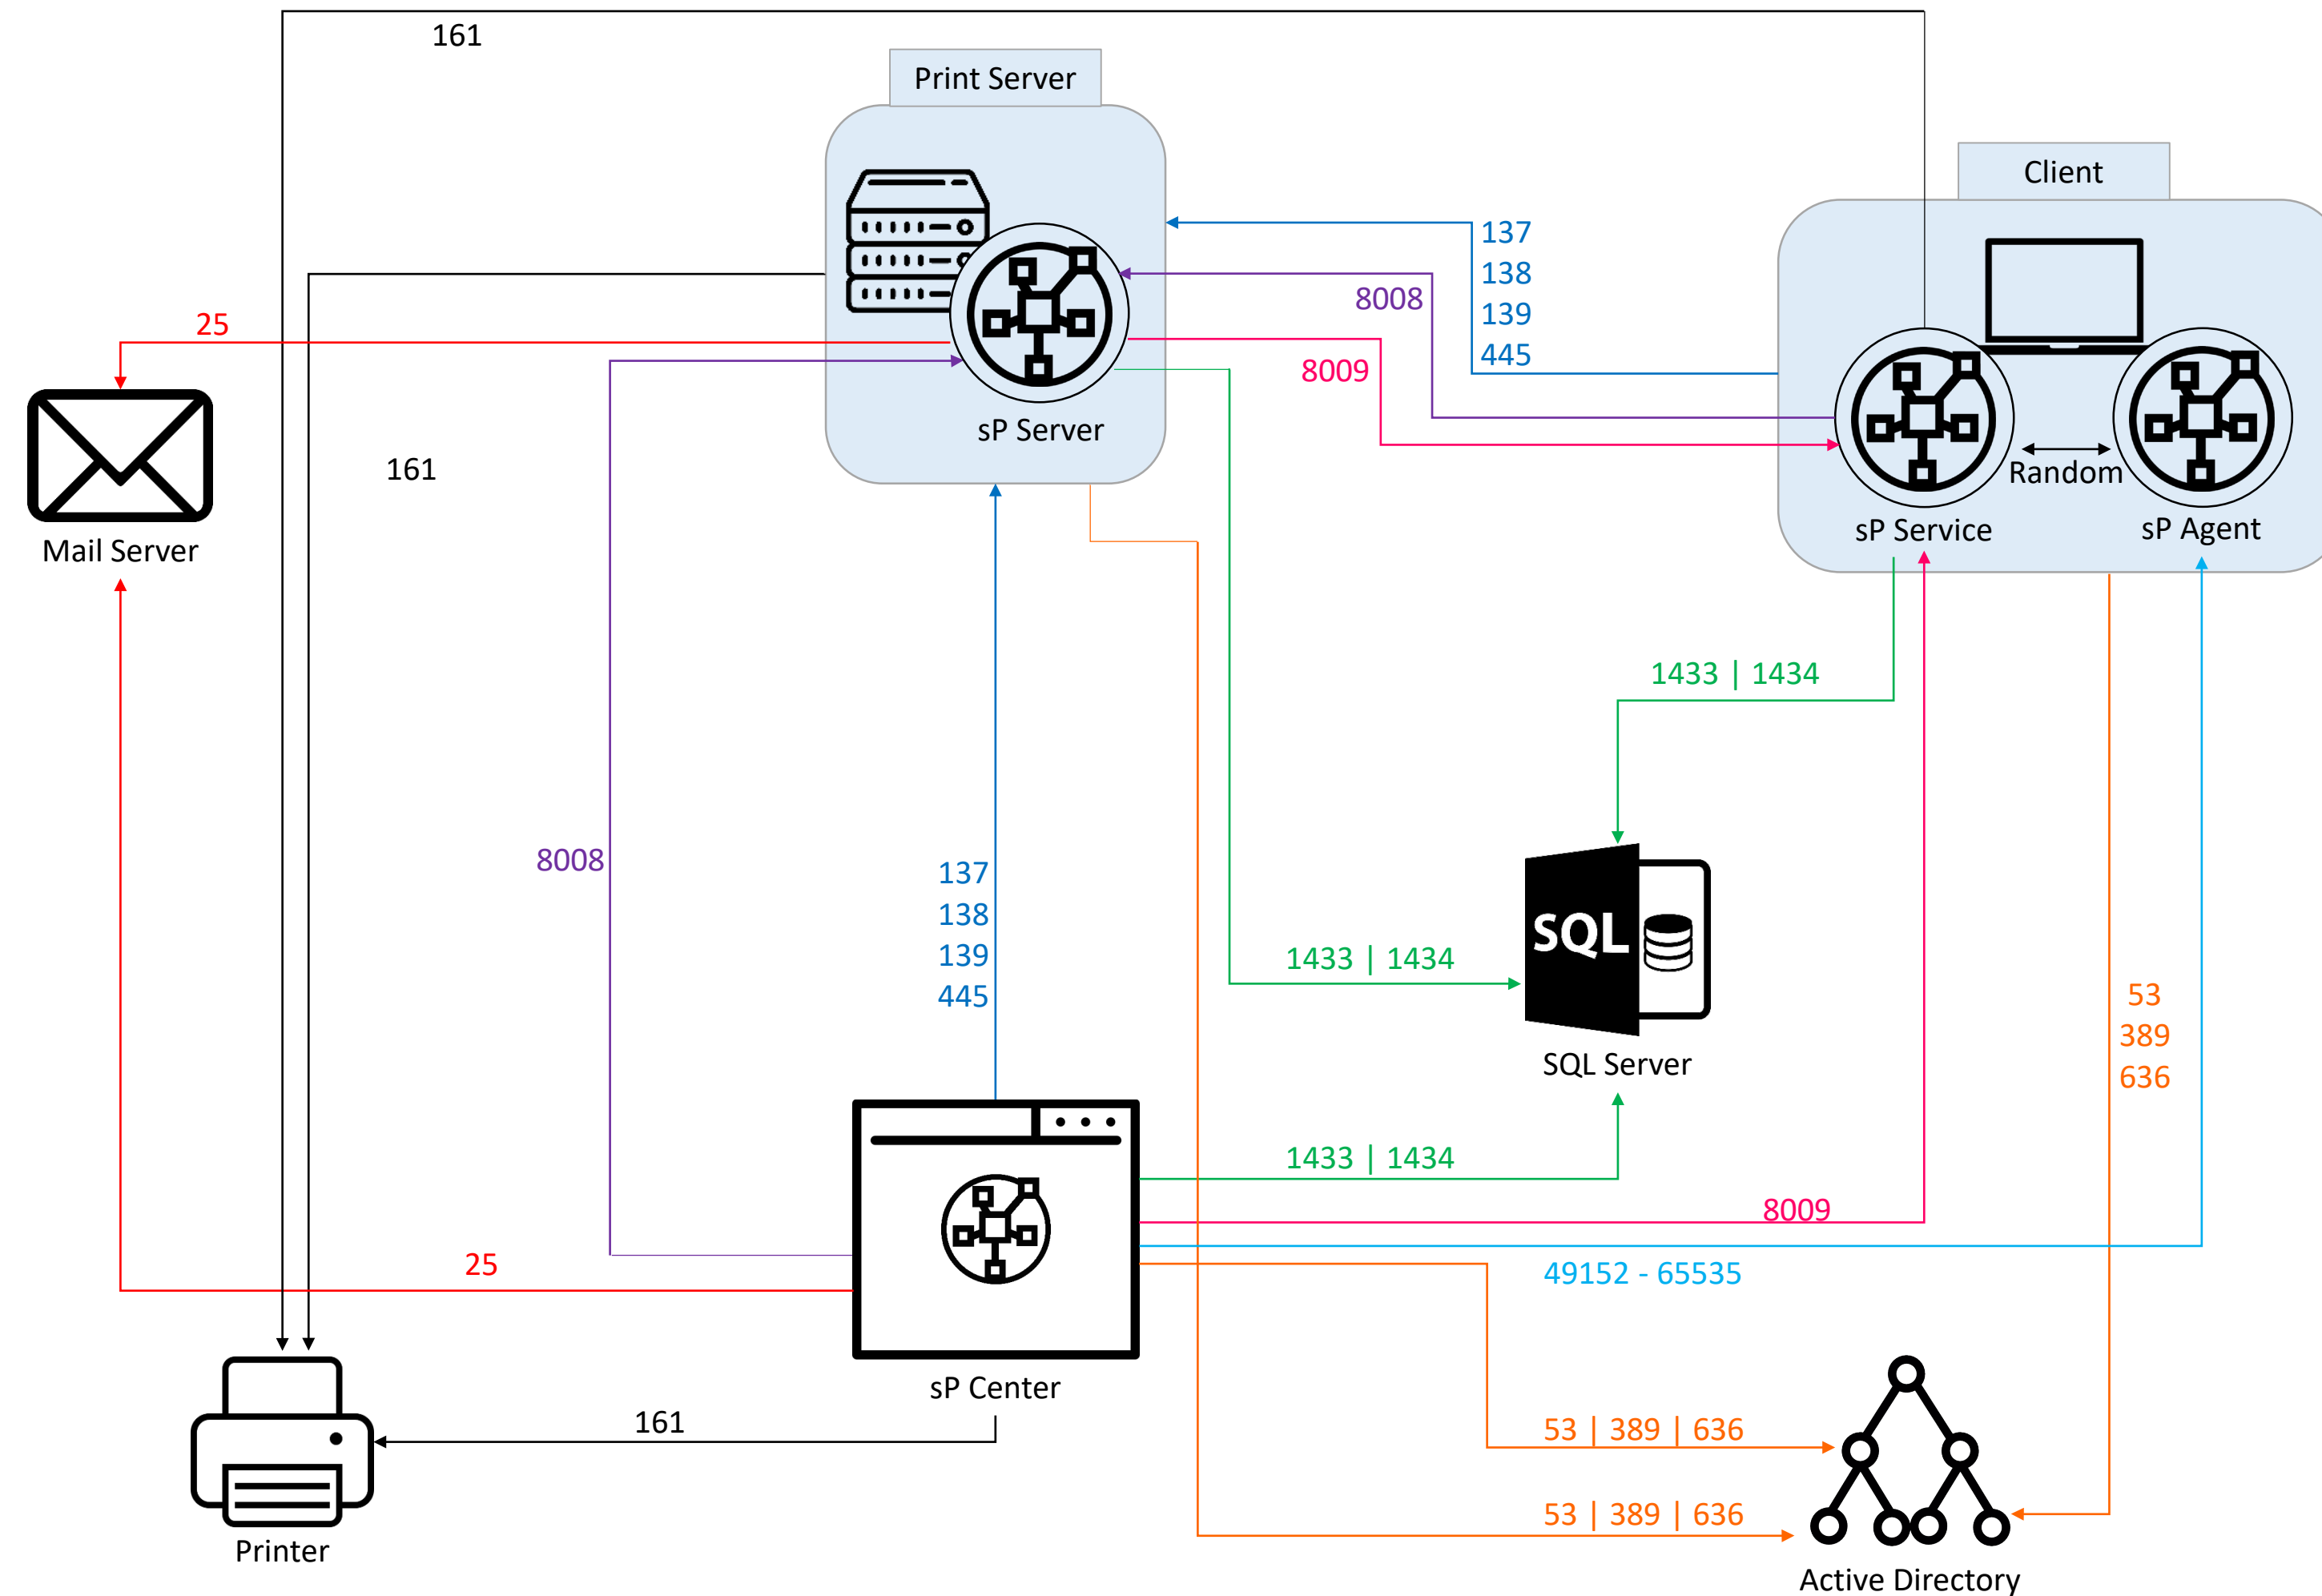 161
Print Server
Client
137
138
139
445
8008
25
8009
sP Server
161
Random
Mail Server
sP Service
sP Agent
1433 | 1434
8008
137
138
139
445
1433 | 1434
SQL
53
389
636
SQL Server
1433 | 1434
8009
25
49152 - 65535
sP Center
161
53 | 389 | 636
53 | 389 | 636
Printer
Active Directory